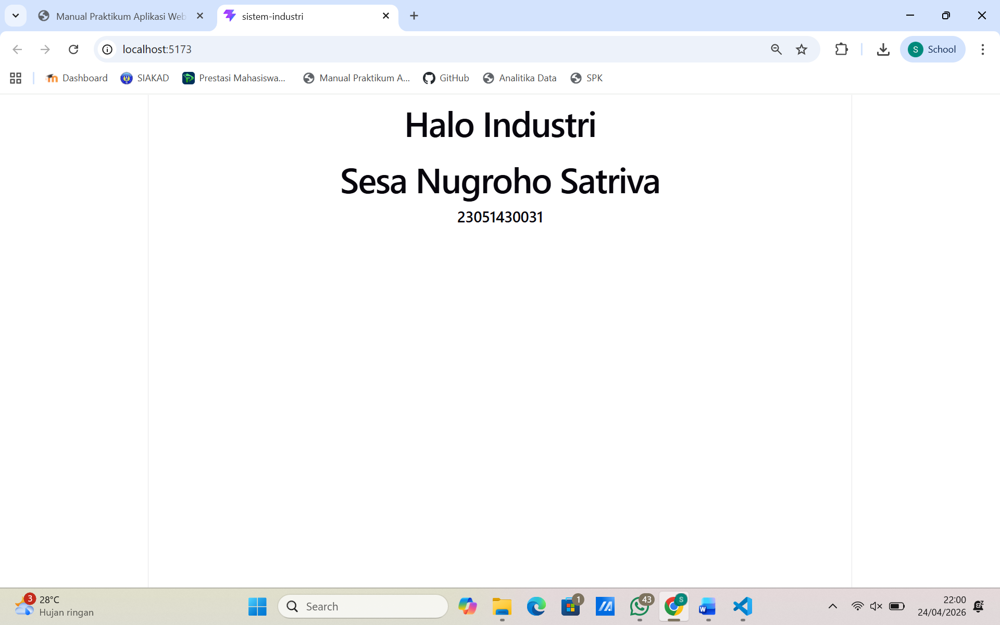 Manual Praktikum Aplikasi Web
sistem-industri
localhost:5173
S School
Dashboard SIAKAD Prestasi Mahasiswa... Manual Praktikum A... GitHub Analitika Data SPK
Halo Industri
Sesa Nugroho Satriva
23051430031
3 28°C
Hujan ringan
Search
1
43
S
22:00
24/04/2026